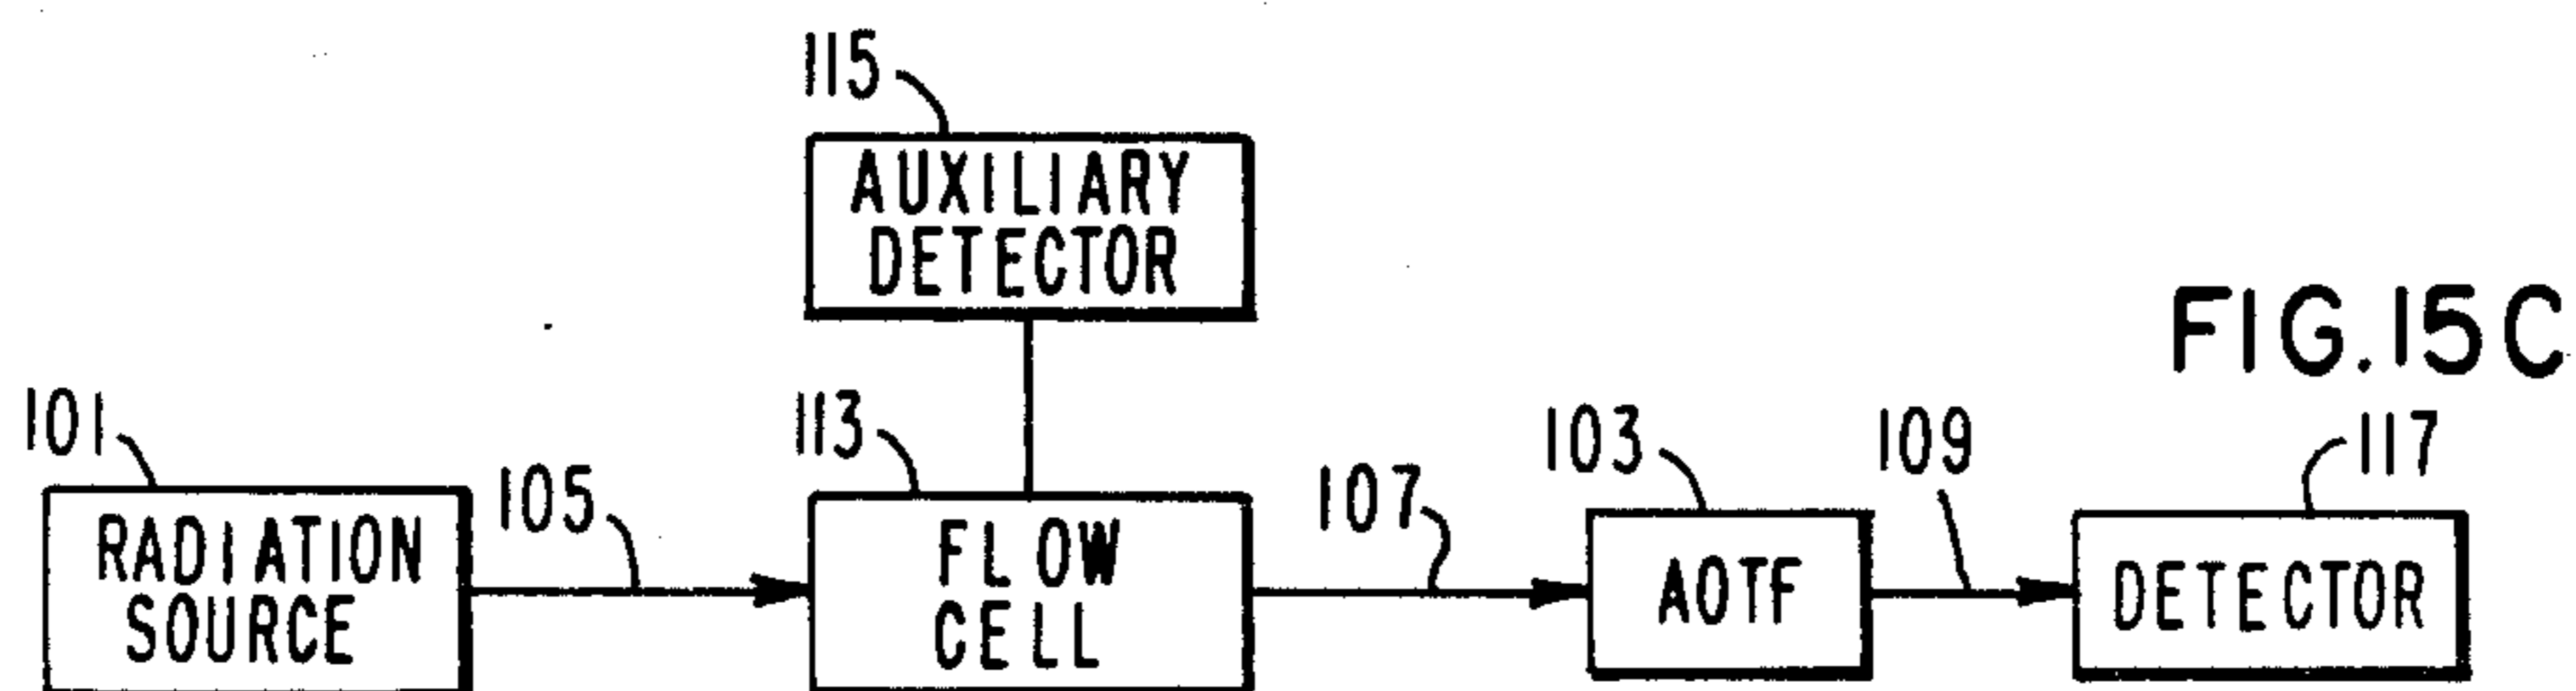 115
AUXILIARY
DETECTOR
FIG.15C
101
105
113
107
103
109
117
RADIATION
SOURCE
FLOW
CELL
AOTF
DETECTOR